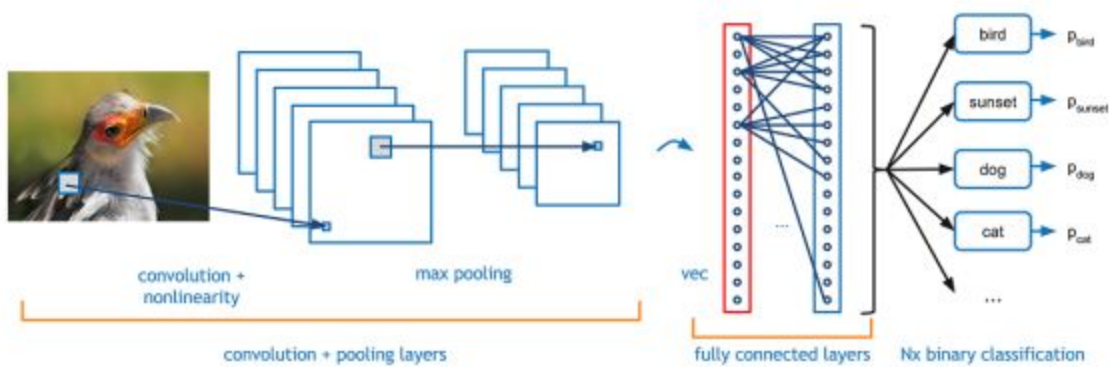 bird
p_bird
sunset
p_sunset
dog
p_dog
cat
p_cat
...
...
convolution +
nonlinearity
max pooling
vec
convolution + pooling layers
fully connected layers
Nx binary classification